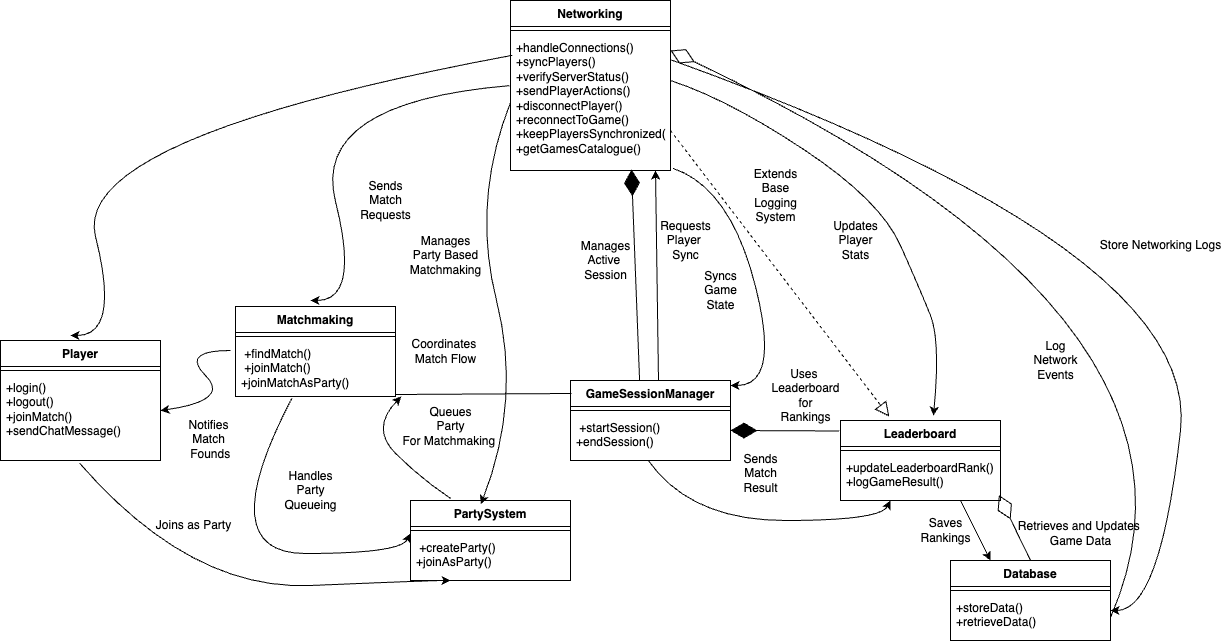 Networking
+handleConnections()
+syncPlayers()
+verifyServerStatus()
+sendPlayerActions()
+disconnectPlayer()
+reconnectToGame()
+keepPlayersSynchronized(
+getGamesCatalogue()
Sends
Match
Requests
Manages
Party Based
Matchmaking
Manages
Active
Session
Requests
Player
Sync
Syncs
Game
State
Extends
Base
Logging
System
Updates
Player
Stats
Store Networking Logs
Log
Network
Events
Matchmaking
+findMatch()
+joinMatch()
+joinMatchAsParty()
Coordinates
Match Flow
Player
+login()
+logout()
+joinMatch()
+sendChatMessage()
Notifies
Match
Founds
Queues
Party
For Matchmaking
GameSessionManager
+startSession()
+endSession()
Uses
Leaderboard
for
Rankings
Sends
Match
Result
Leaderboard
+updateLeaderboardRank()
+logGameResult()
Handles
Party
Queueing
Joins as Party
PartySystem
+createParty()
+joinAsParty()
Saves
Rankings
Retrieves and Updates
Game Data
Database
+storeData()
+retrieveData()